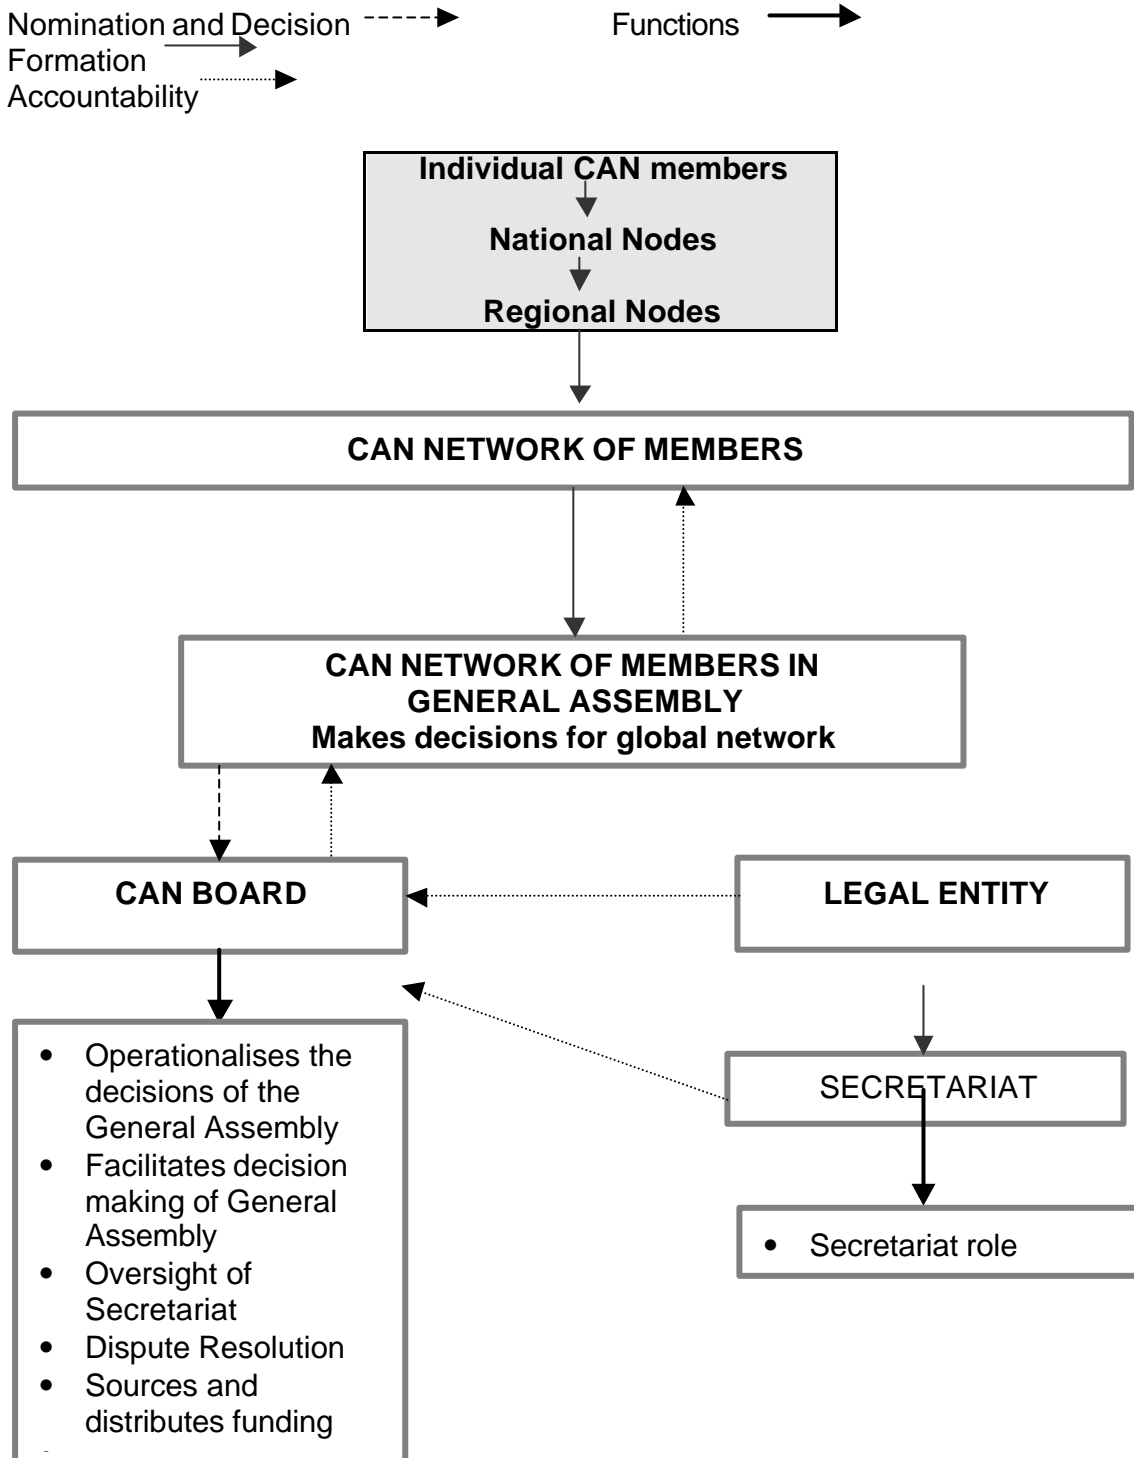 Nomination and Decision
Functions
Formation
Accountability
Individual CAN members
National Nodes
Regional Nodes
CAN NETWORK OF MEMBERS
CAN NETWORK OF MEMBERS IN
GENERAL ASSEMBLY
Makes decisions for global network
CAN BOARD
LEGAL ENTITY
• Operationalises the
decisions of the
General Assembly
• Facilitates decision
making of General
Assembly
• Oversight of
Secretariat
• Dispute Resolution
• Sources and
distributes funding
SECRETARIAT
• Secretariat role